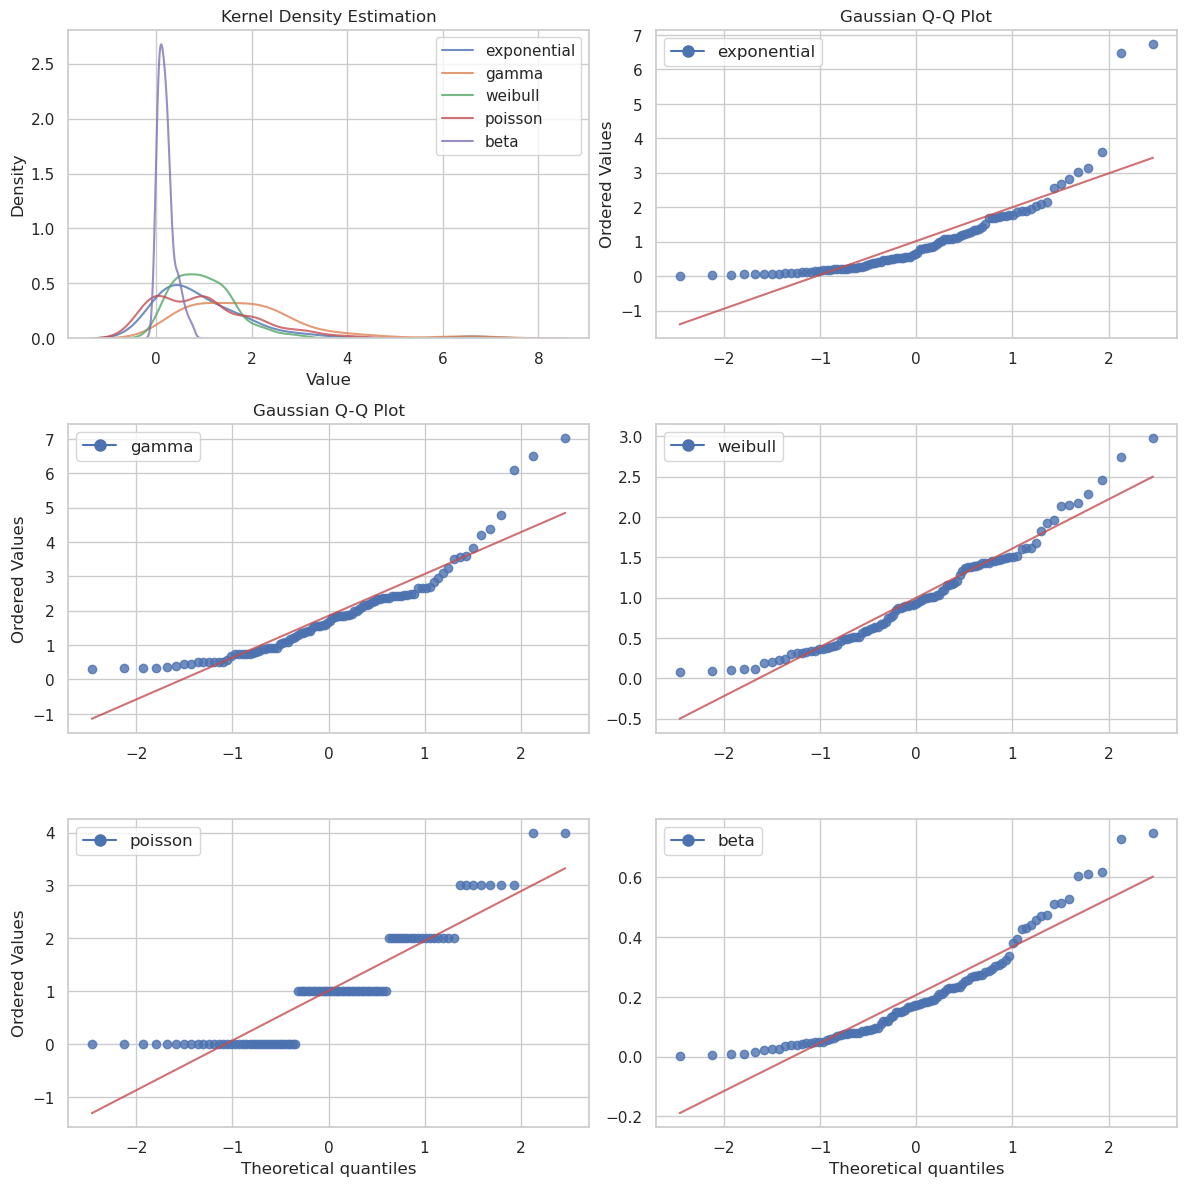 Kernel Density Estimation
exponential
gamma
weibull
poisson
beta
Density
2.5
2.0
1.5
1.0
0.5
0.0
0 2 4 6 8
Value
Gaussian Q-Q Plot
exponential
Ordered Values
7
6
5
4
3
2
1
0
−1
−2 −1 0 1 2
Gaussian Q-Q Plot
gamma
Ordered Values
7
6
5
4
3
2
1
0
−1
−2 −1 0 1 2
weibull
3.0
2.5
2.0
1.5
1.0
0.5
0.0
−0.5
−2 −1 0 1 2
poisson
Ordered Values
4
3
2
1
0
−1
−2 −1 0 1 2
Theoretical quantiles
beta
0.6
0.4
0.2
0.0
−0.2
−2 −1 0 1 2
Theoretical quantiles